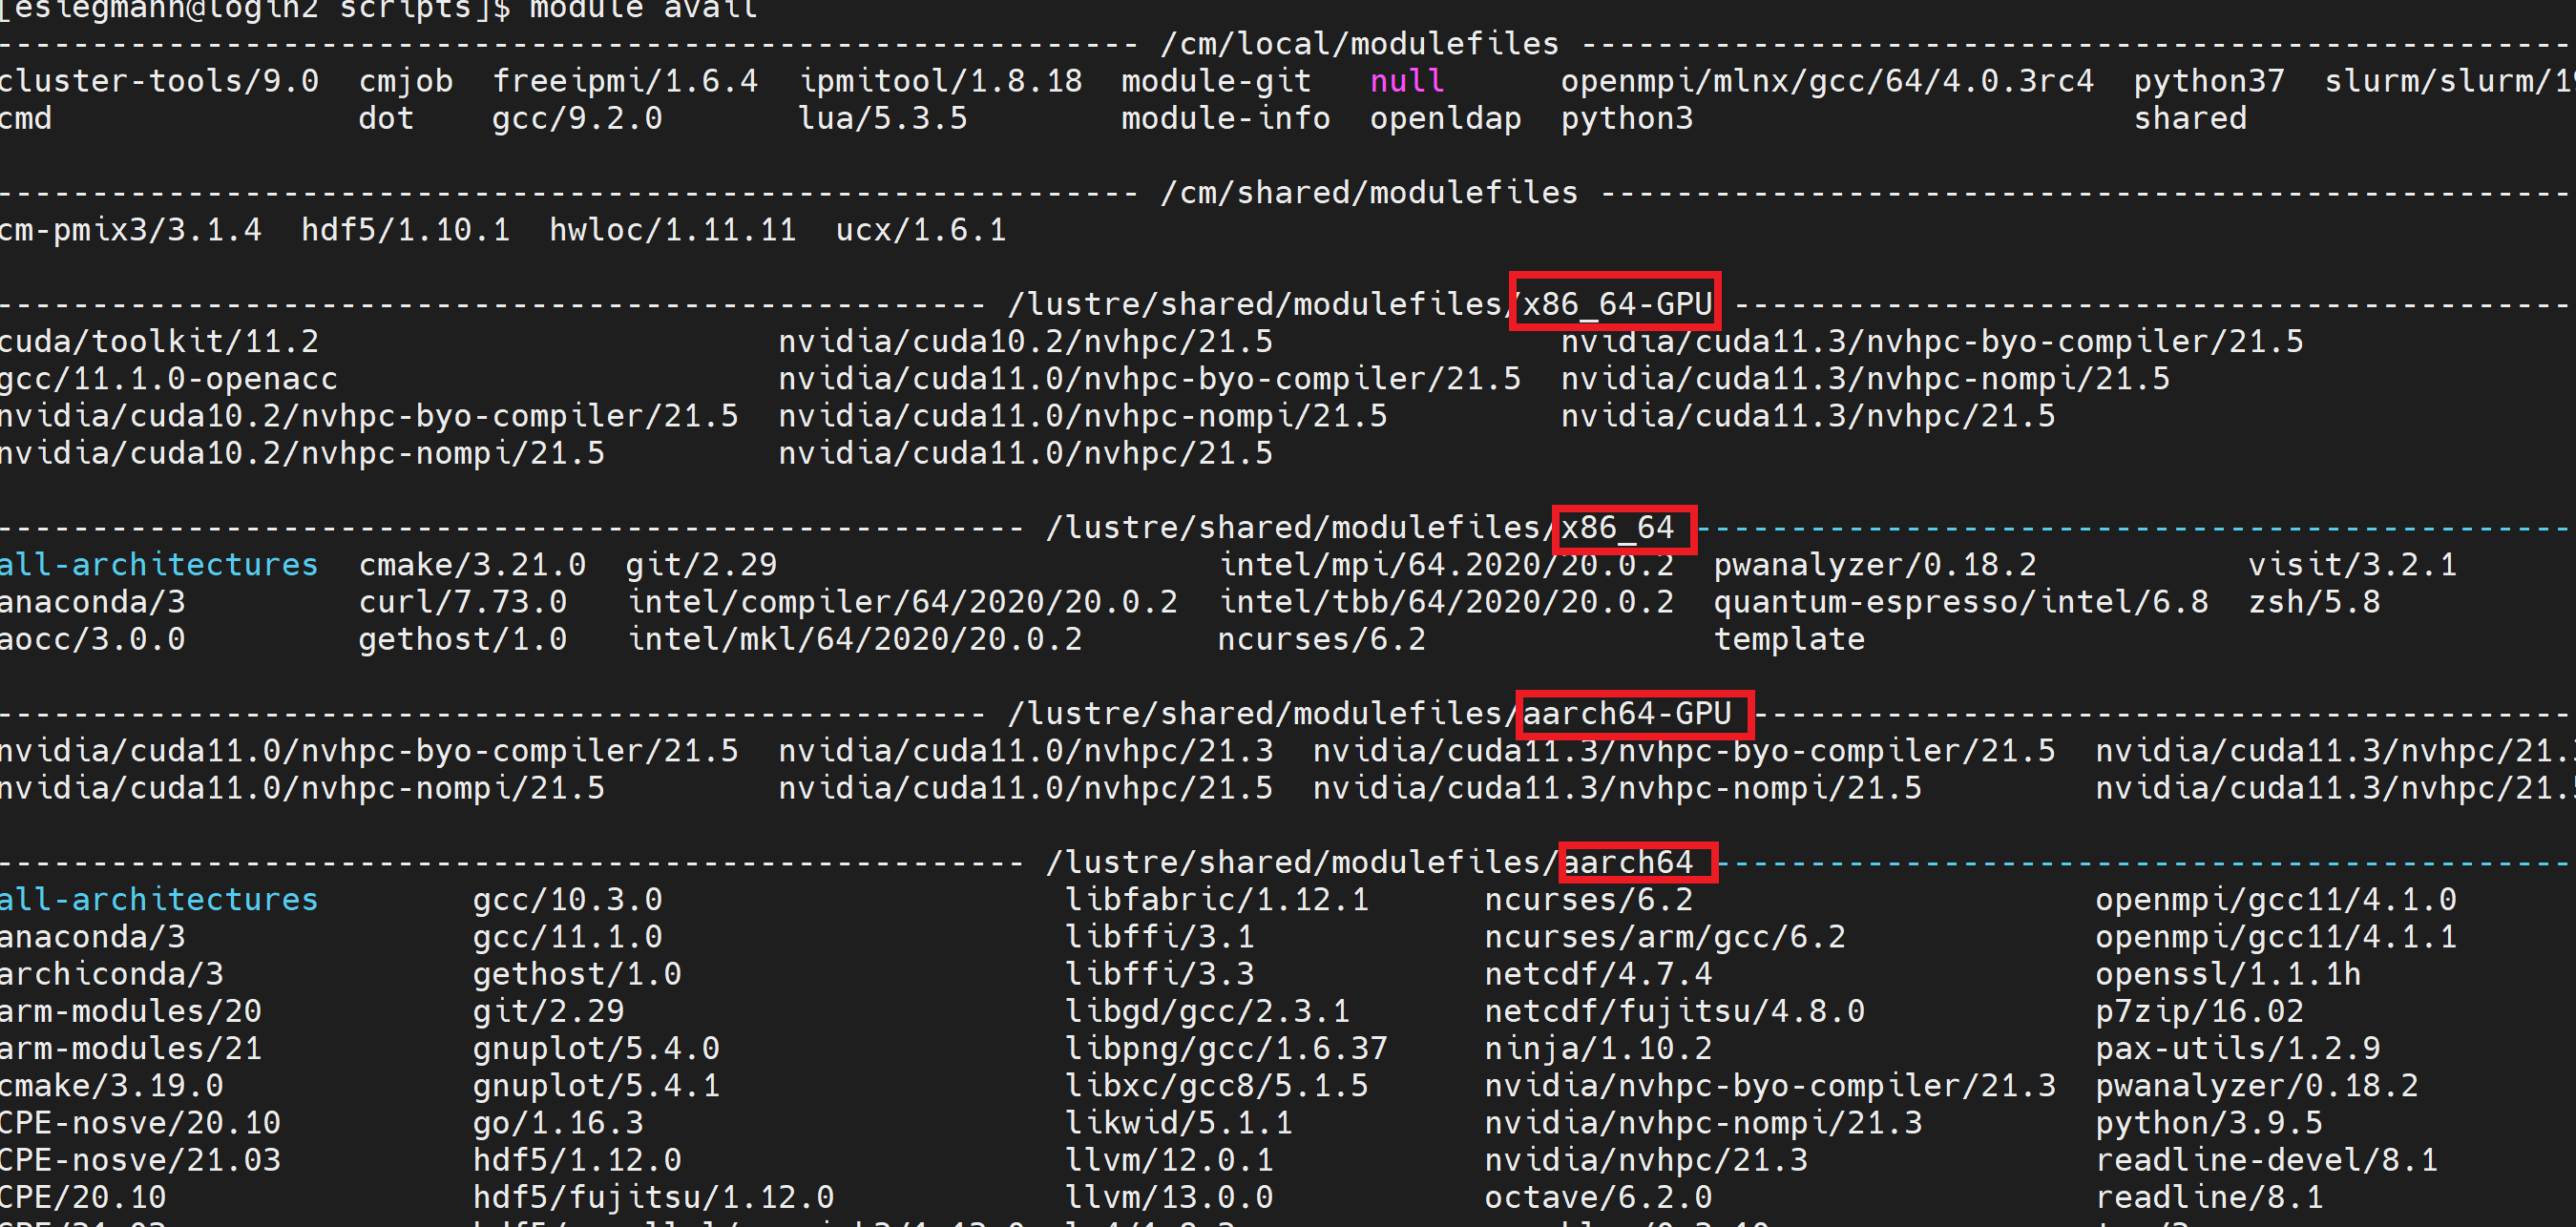 [esiegmann@login2 scripts]$ module avail
------------------------------------------------------------ /cm/local/modulefiles ----------------------------------------------------
cluster-tools/9.0  cmjob  freeipmi/1.6.4  ipmitool/1.8.18  module-git  null  openmpi/mlnx/gcc/64/4.0.3rc4  python37  slurm/slurm/19
cmd  dot  gcc/9.2.0  lua/5.3.5  module-info  openldap  python3  shared
------------------------------------------------------------ /cm/shared/modulefiles ---------------------------------------------------
cm-pmix3/3.1.4  hdf5/1.10.1  hwloc/1.11.11  ucx/1.6.1
---------------------------------------------------- /lustre/shared/modulefiles/x86_64-GPU --------------------------------------------
cuda/toolkit/11.2  nvidia/cuda10.2/nvhpc/21.5  nvidia/cuda11.3/nvhpc-byo-compiler/21.5
gcc/11.1.0-openacc  nvidia/cuda11.0/nvhpc-byo-compiler/21.5  nvidia/cuda11.3/nvhpc-nompi/21.5
nvidia/cuda10.2/nvhpc-byo-compiler/21.5  nvidia/cuda11.0/nvhpc-nompi/21.5  nvidia/cuda11.3/nvhpc/21.5
nvidia/cuda10.2/nvhpc-nompi/21.5  nvidia/cuda11.0/nvhpc/21.5
------------------------------------------------------ /lustre/shared/modulefiles/x86_64 ----------------------------------------------
all-architectures  cmake/3.21.0  git/2.29  intel/mpi/64.2020/20.0.2  pwanalyzer/0.18.2  visit/3.2.1
anaconda/3  curl/7.73.0  intel/compiler/64/2020/20.0.2  intel/tbb/64/2020/20.0.2  quantum-espresso/intel/6.8  zsh/5.8
aocc/3.0.0  gethost/1.0  intel/mkl/64/2020/20.0.2  ncurses/6.2  template
---------------------------------------------------- /lustre/shared/modulefiles/aarch64-GPU -------------------------------------------
nvidia/cuda11.0/nvhpc-byo-compiler/21.5  nvidia/cuda11.0/nvhpc/21.3  nvidia/cuda11.3/nvhpc-byo-compiler/21.5  nvidia/cuda11.3/nvhpc/21.3
nvidia/cuda11.0/nvhpc-nompi/21.5  nvidia/cuda11.0/nvhpc/21.5  nvidia/cuda11.3/nvhpc-nompi/21.5  nvidia/cuda11.3/nvhpc/21.5
------------------------------------------------------ /lustre/shared/modulefiles/aarch64 ---------------------------------------------
all-architectures  gcc/10.3.0  libfabric/1.12.1  ncurses/6.2  openmpi/gcc11/4.1.0
anaconda/3  gcc/11.1.0  libffi/3.1  ncurses/arm/gcc/6.2  openmpi/gcc11/4.1.1
archiconda/3  gethost/1.0  libffi/3.3  netcdf/4.7.4  openssl/1.1.1h
arm-modules/20  git/2.29  libgd/gcc/2.3.1  netcdf/fujitsu/4.8.0  p7zip/16.02
arm-modules/21  gnuplot/5.4.0  libpng/gcc/1.6.37  ninja/1.10.2  pax-utils/1.2.9
cmake/3.19.0  gnuplot/5.4.1  libxc/gcc8/5.1.5  nvidia/nvhpc-byo-compiler/21.3  pwanalyzer/0.18.2
CPE-nosve/20.10  go/1.16.3  likwid/5.1.1  nvidia/nvhpc-nompi/21.3  python/3.9.5
CPE-nosve/21.03  hdf5/1.12.0  llvm/12.0.1  nvidia/nvhpc/21.3  readline-devel/8.1
CPE/20.10  hdf5/fujitsu/1.12.0  llvm/13.0.0  octave/6.2.0  readline/8.1
CPE/21.03